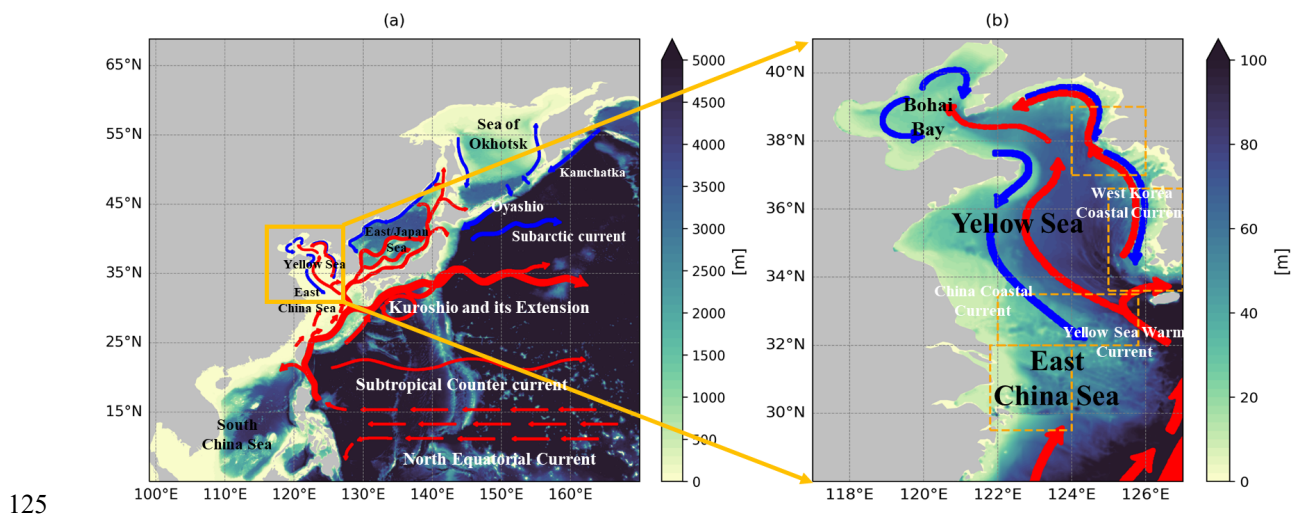 (a)
65°N
55°N
45°N
35°N
25°N
15°N
100°E
120°E
130°E
140°E
150°E
160°E
Sea of
Okhotsk
Kamchatka
Oyashio
Subarctic current
East/Japan
Sea
Yellow Sea
East
China Sea
Kuroshio and its Extension
Subtropical Counter current
South
China Sea
North Equatorial Current
5000
4500
4000
3500
3000
2500
2000
1500
1000
500
0
[m]
(b)
40°N
38°N
36°N
34°N
32°N
30°N
118°E
120°E
122°E
124°E
126°E
Bohai
Bay
West Korea
Coastal Current
Yellow Sea
China Coastal
Current
Yellow Sea Warm
Current
East
China Sea
100
80
60
40
20
0
[m]
125